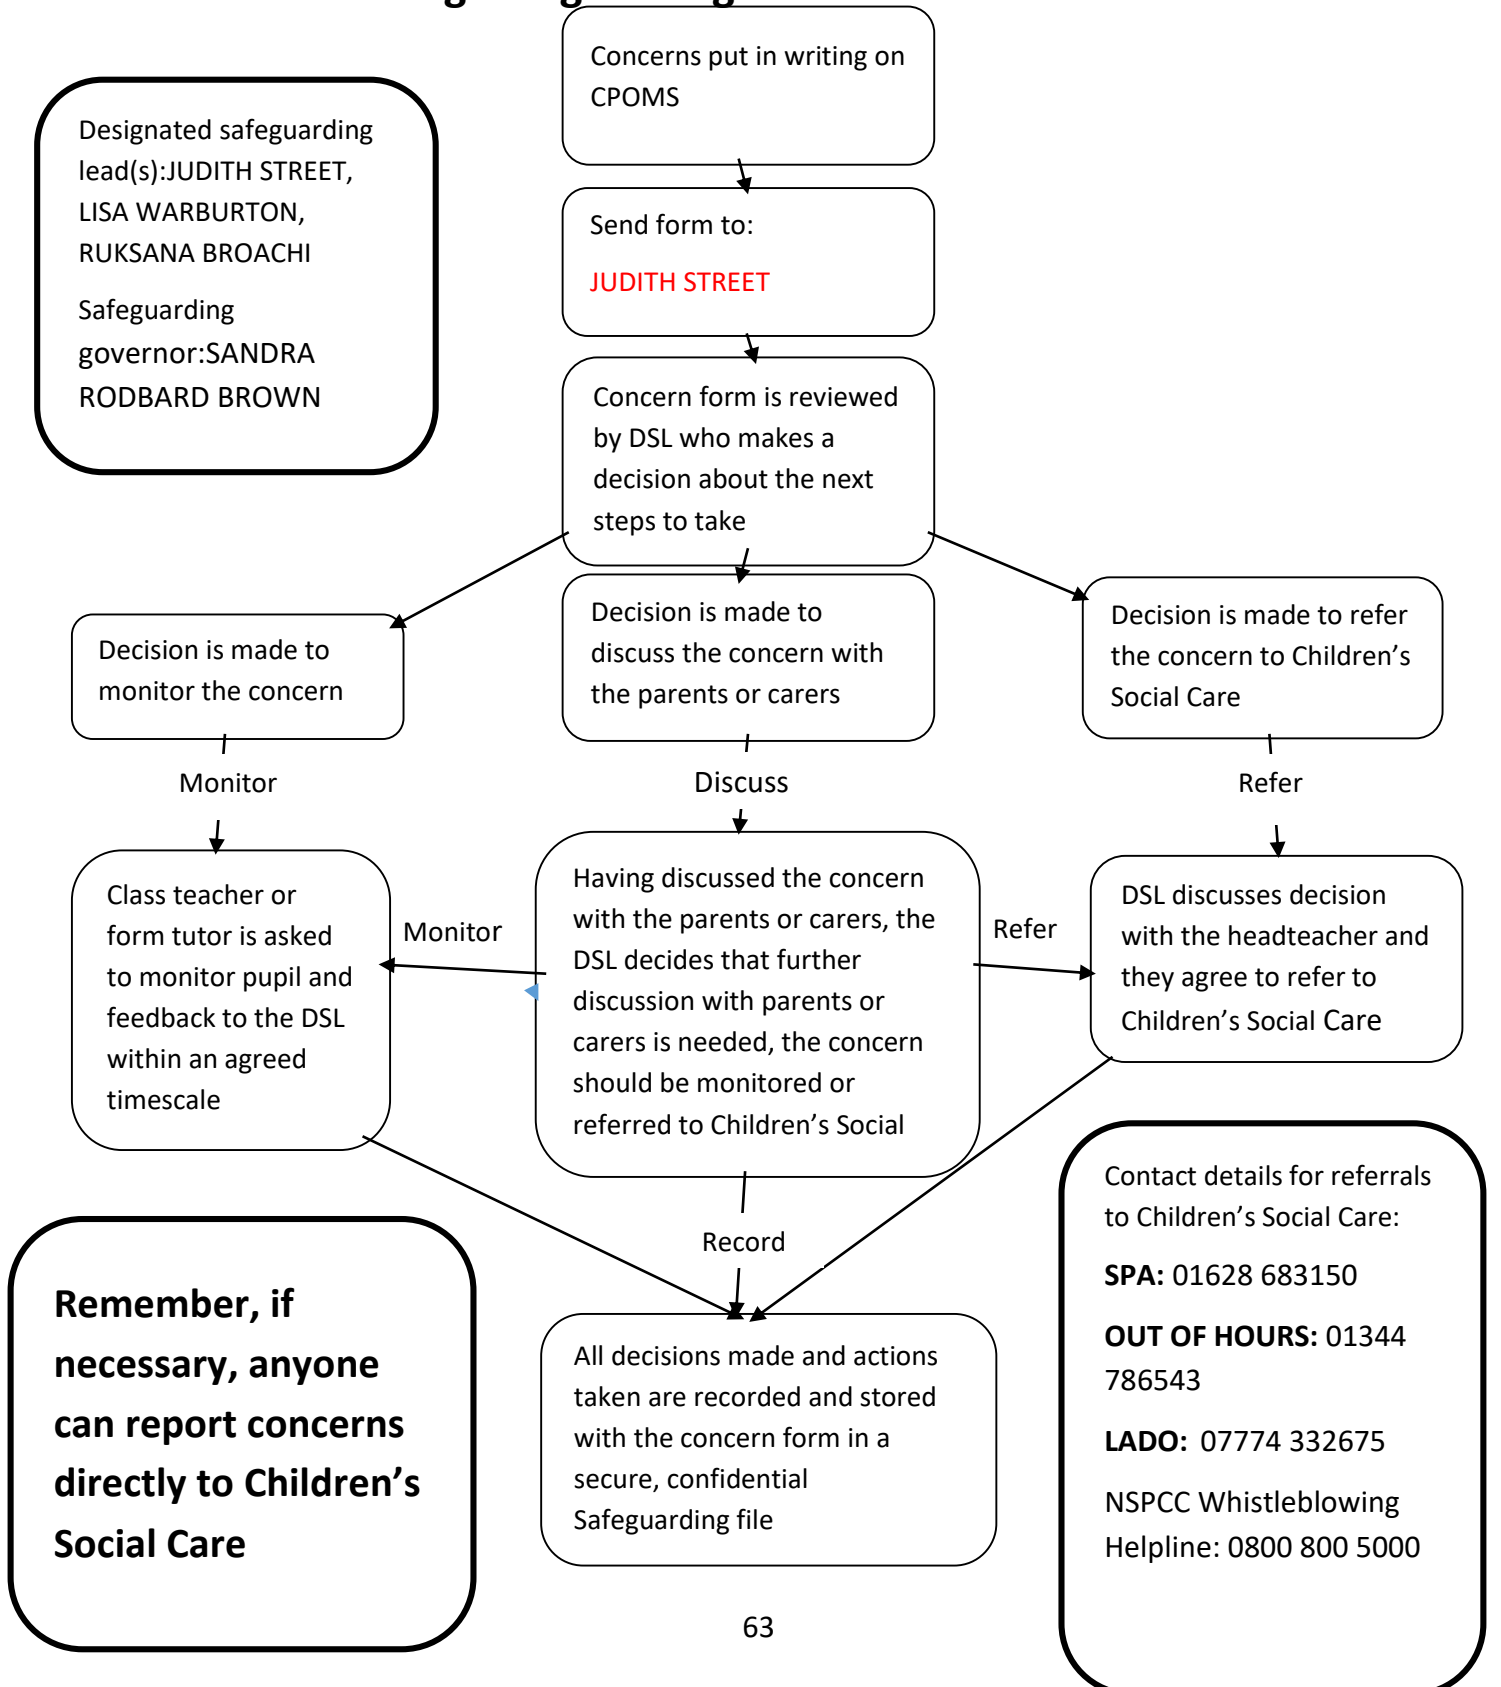 Concerns put in writing on
CPOMS
Designated safeguarding
lead(s):JUDITH STREET,
LISA WARBURTON,
RUKSANA BROACHI
Safeguarding
governor:SANDRA
RODBARD BROWN
Send form to:
JUDITH STREET
Concern form is reviewed
by DSL who makes a
decision about the next
steps to take
Decision is made to
monitor the concern
Decision is made to
discuss the concern with
the parents or carers
Decision is made to refer
the concern to Children’s
Social Care
Monitor
Discuss
Refer
Class teacher or
form tutor is asked
to monitor pupil and
feedback to the DSL
within an agreed
timescale
Monitor
Having discussed the concern
with the parents or carers, the
DSL decides that further
discussion with parents or
carers is needed, the concern
should be monitored or
referred to Children’s Social
Refer
DSL discusses decision
with the headteacher and
they agree to refer to
Children’s Social Care
Record
Remember, if
necessary, anyone
can report concerns
directly to Children’s
Social Care
All decisions made and actions
taken are recorded and stored
with the concern form in a
secure, confidential
Safeguarding file
Contact details for referrals
to Children’s Social Care:
SPA: 01628 683150
OUT OF HOURS: 01344
786543
LADO: 07774 332675
NSPCC Whistleblowing
Helpline: 0800 800 5000
63